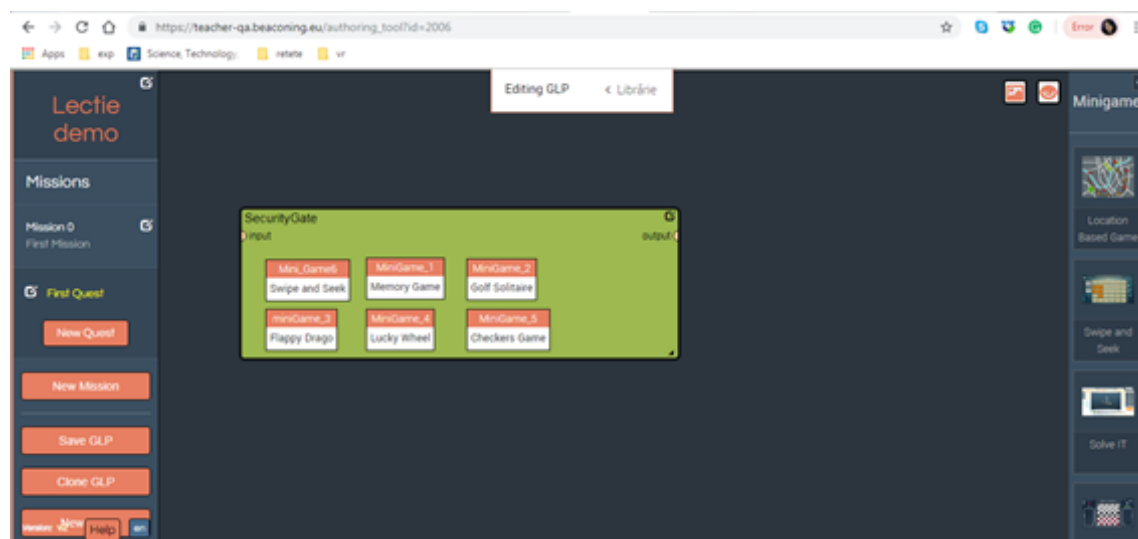 https://teacher-qa.beaconing.eu/authoring_tool?id=2006
Error
Apps exp Science, Technology, retete vr
Lectie
demo
Missions
Mission 0
First Mission
First Quest
New Quest
New Mission
Save GLP
Clone GLP
New
Help
en
Editing GLP < Librărie
SecurityGate
input
output
Mini_Game6
Swipe and Seek
MiniGame_1
Memory Game
MiniGame_2
Golf Solitaire
miniGame_3
Flappy Drago
MiniGame_4
Lucky Wheel
MiniGame_5
Checkers Game
Minigame
Location
Based Game
Swipe and
Seek
Solve IT